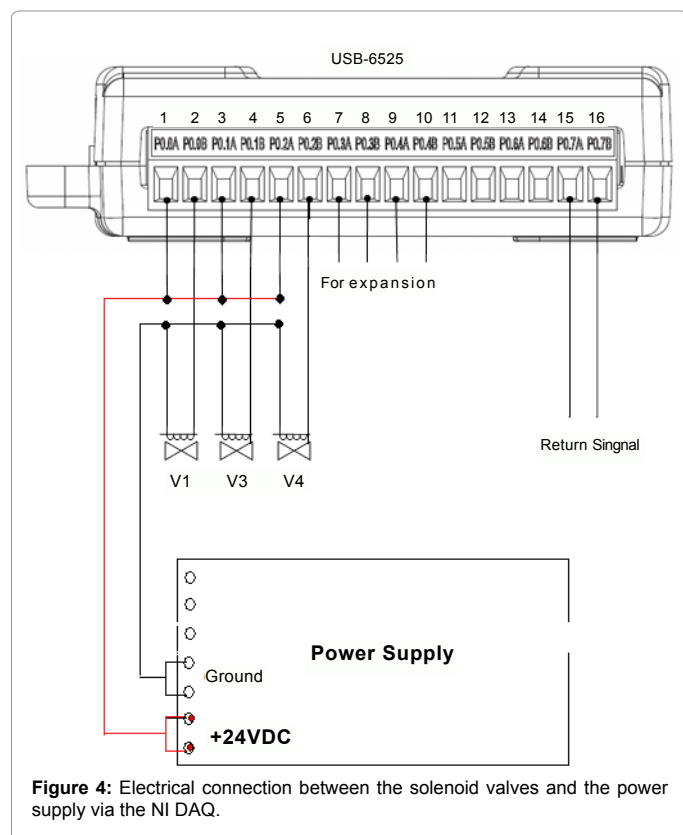 USB-6525
1 2 3 4 5 6 7 8 9 10 11 12 13 14 15 16
P0.0A P0.0B P0.1A P0.1B P0.2A P0.2B P0.3A P0.3B P0.4A P0.4B P0.5A P0.5B P0.6A P0.6B P0.7A P0.7B
For expansion
Return Singnal
V1 V3 V4
Power Supply
Ground
+24VDC
Figure 4: Electrical connection between the solenoid valves and the power
supply via the NI DAQ.